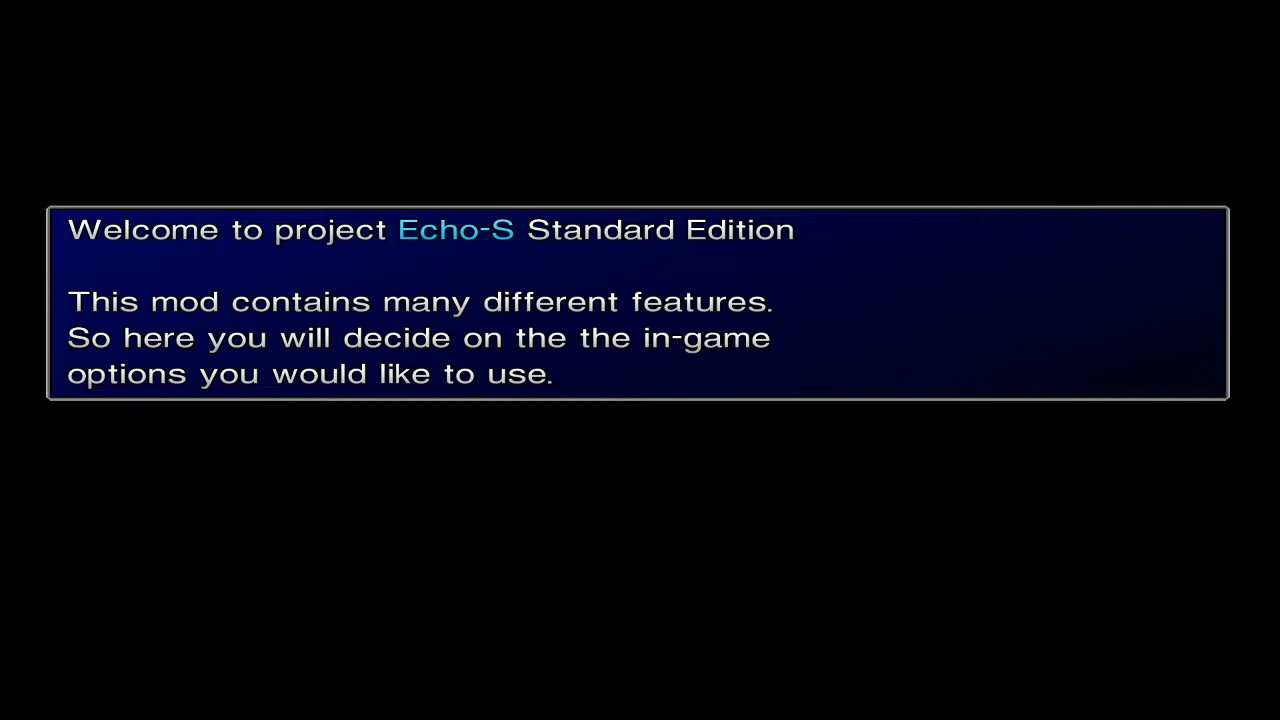 Welcome to project Echo-S Standard Edition
This mod contains many different features.
So here you will decide on the the in-game
options you would like to use.